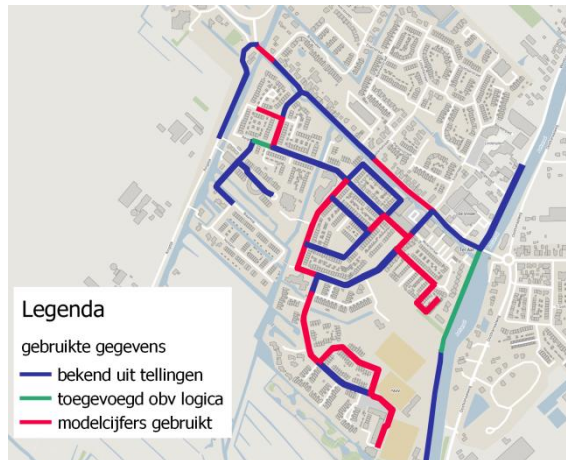 Legenda
gebruikte gegevens
bekend uit tellingen
toegevoegd obv logica
modelcijfers gebruikt